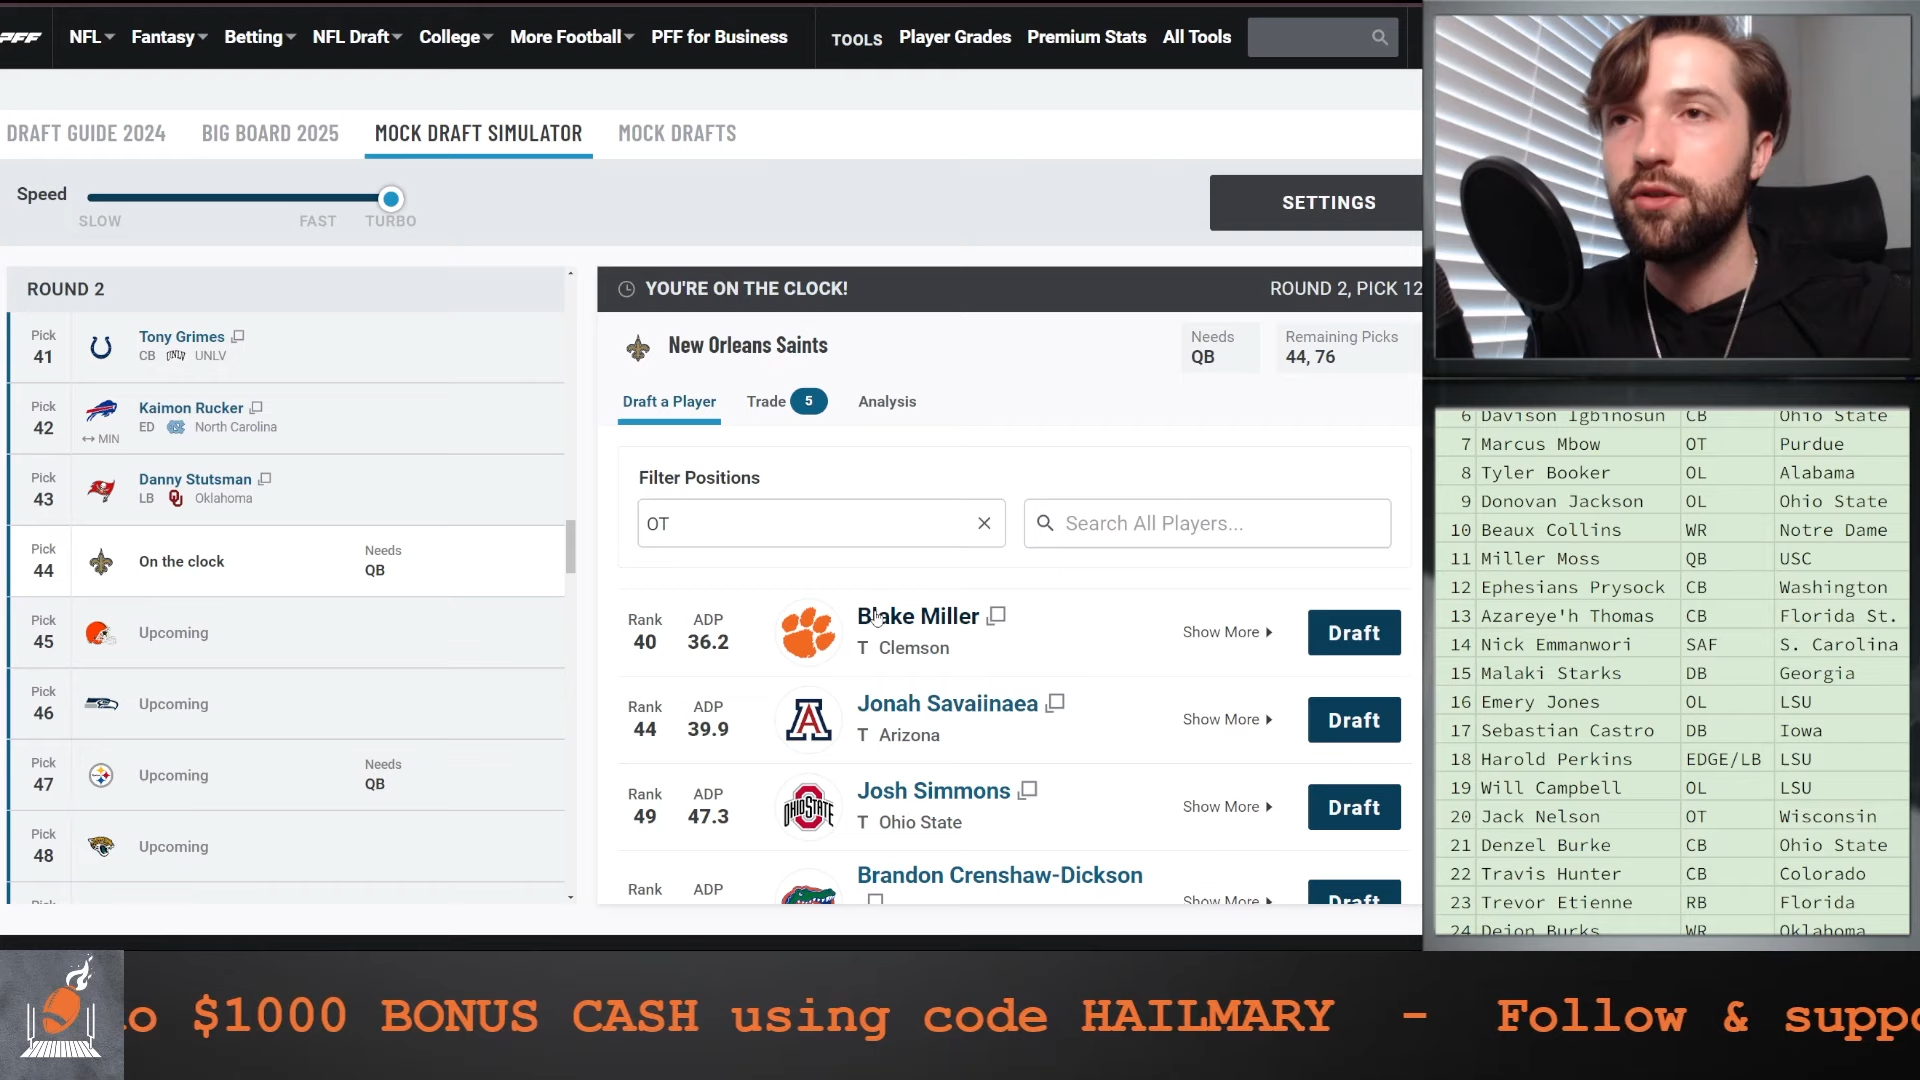 PFF NFL Fantasy Betting NFL Draft College More Football PFF for Business TOOLS Player Grades Premium Stats All Tools
DRAFT GUIDE 2024 BIG BOARD 2025 MOCK DRAFT SIMULATOR MOCK DRAFTS
Speed
SLOW FAST TURBO
SETTINGS
ROUND 2
Pick 41 Tony Grimes
CB UNLV UNLV
Pick 42 Kaimon Rucker
↔ MIN ED North Carolina
Pick 43 Danny Stutsman
LB OU Oklahoma
Pick 44 On the clock Needs QB
Pick 45 Upcoming
Pick 46 Upcoming
Pick 47 Upcoming Needs QB
Pick 48 Upcoming
YOU'RE ON THE CLOCK! ROUND 2, PICK 12
New Orleans Saints
Needs QB
Remaining Picks 44, 76
Draft a Player Trade 5 Analysis
Filter Positions
OT × Search All Players...
Rank 40 ADP 36.2 Blake Miller
T Clemson Show More Draft
Rank 44 ADP 39.9 Jonah Savaiinaea
T Arizona Show More Draft
Rank 49 ADP 47.3 OHIO STATE Josh Simmons
T Ohio State Show More Draft
Rank ADP Brandon Crenshaw-Dickson
Show More Draft
6 Davison Igbinosun CB Ohio State
7 Marcus Mbow OT Purdue
8 Tyler Booker OL Alabama
9 Donovan Jackson OL Ohio State
10 Beaux Collins WR Notre Dame
11 Miller Moss QB USC
12 Ephesians Prysock CB Washington
13 Azareye'h Thomas CB Florida St.
14 Nick Emmanwori SAF S. Carolina
15 Malaki Starks DB Georgia
16 Emery Jones OL LSU
17 Sebastian Castro DB Iowa
18 Harold Perkins EDGE/LB LSU
19 Will Campbell OL LSU
20 Jack Nelson OT Wisconsin
21 Denzel Burke CB Ohio State
22 Travis Hunter CB Colorado
23 Trevor Etienne RB Florida
24 Deion Burks WR Oklahoma
$1000 BONUS CASH using code HAILMARY - Follow & suppo